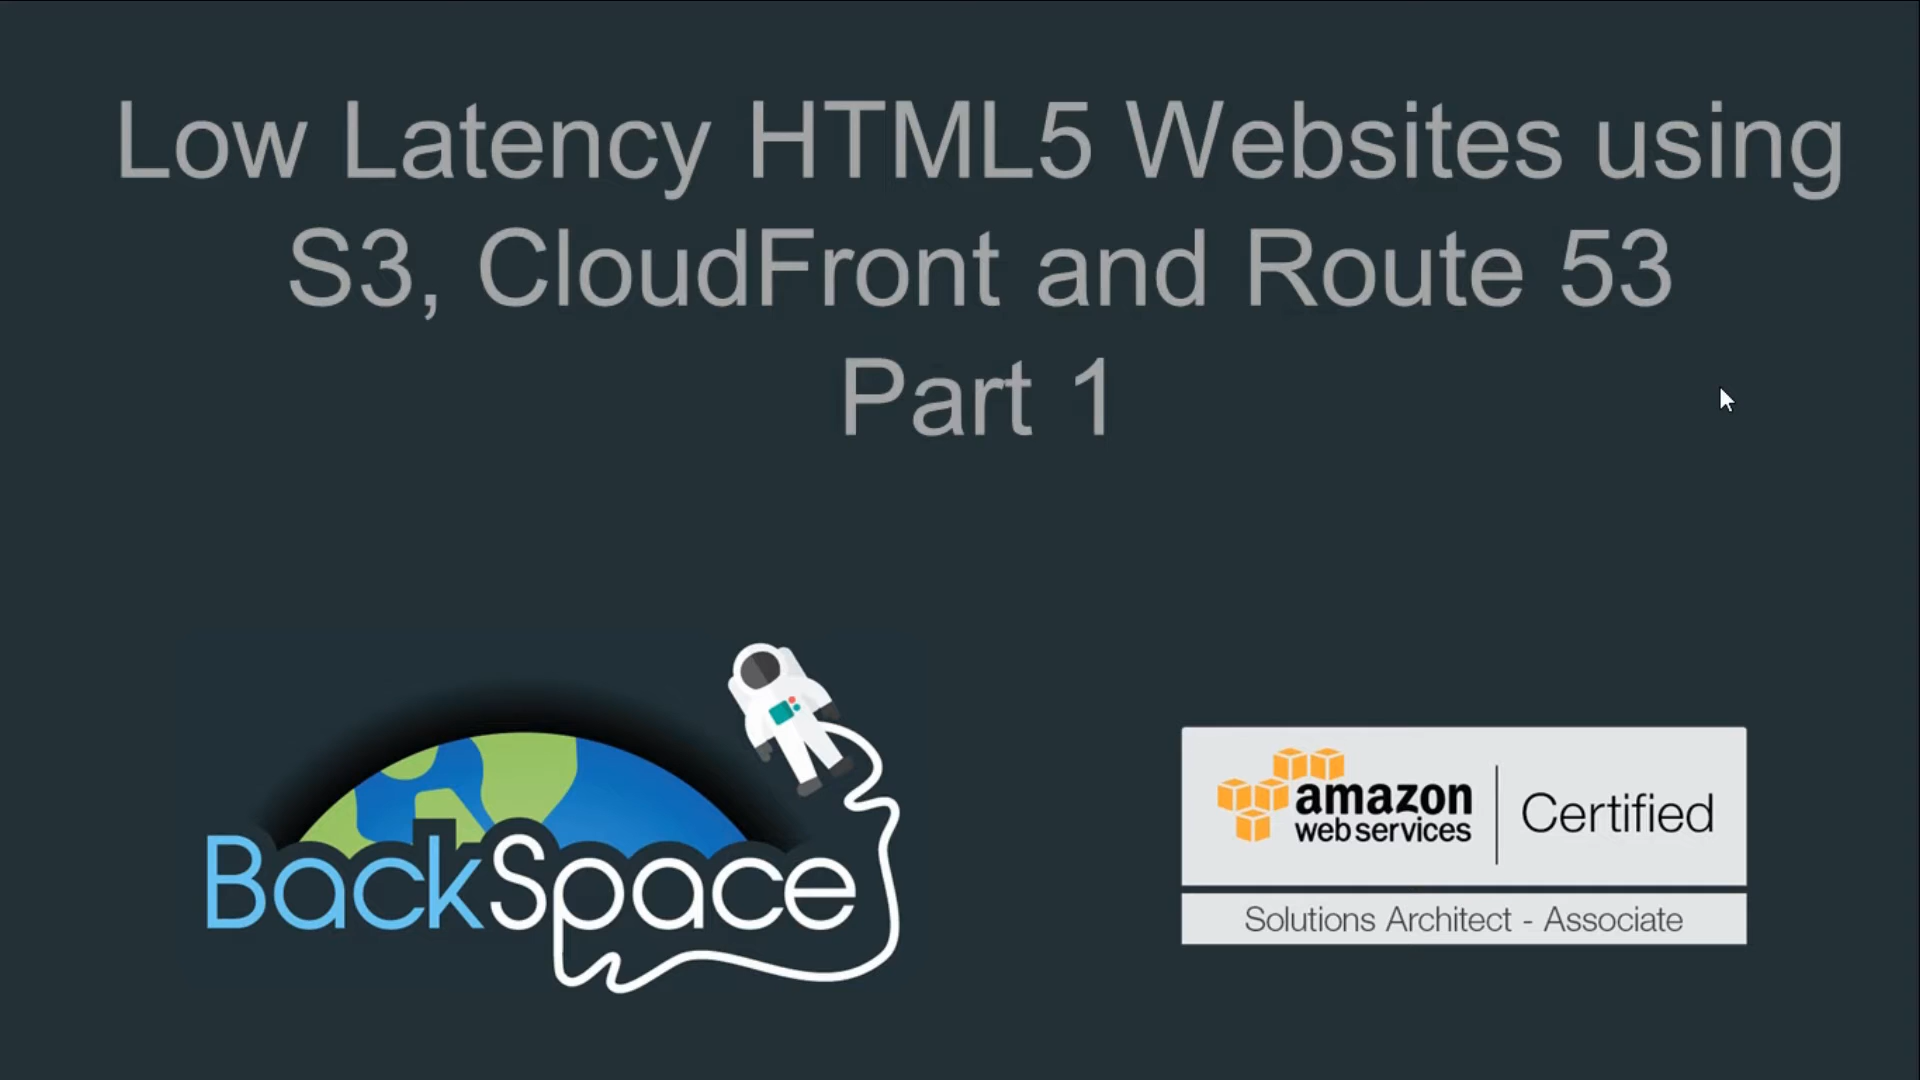 Low Latency HTML5 Websites using
S3, CloudFront and Route 53
Part 1
BackSpace
amazon
web services
Certified
Solutions Architect - Associate